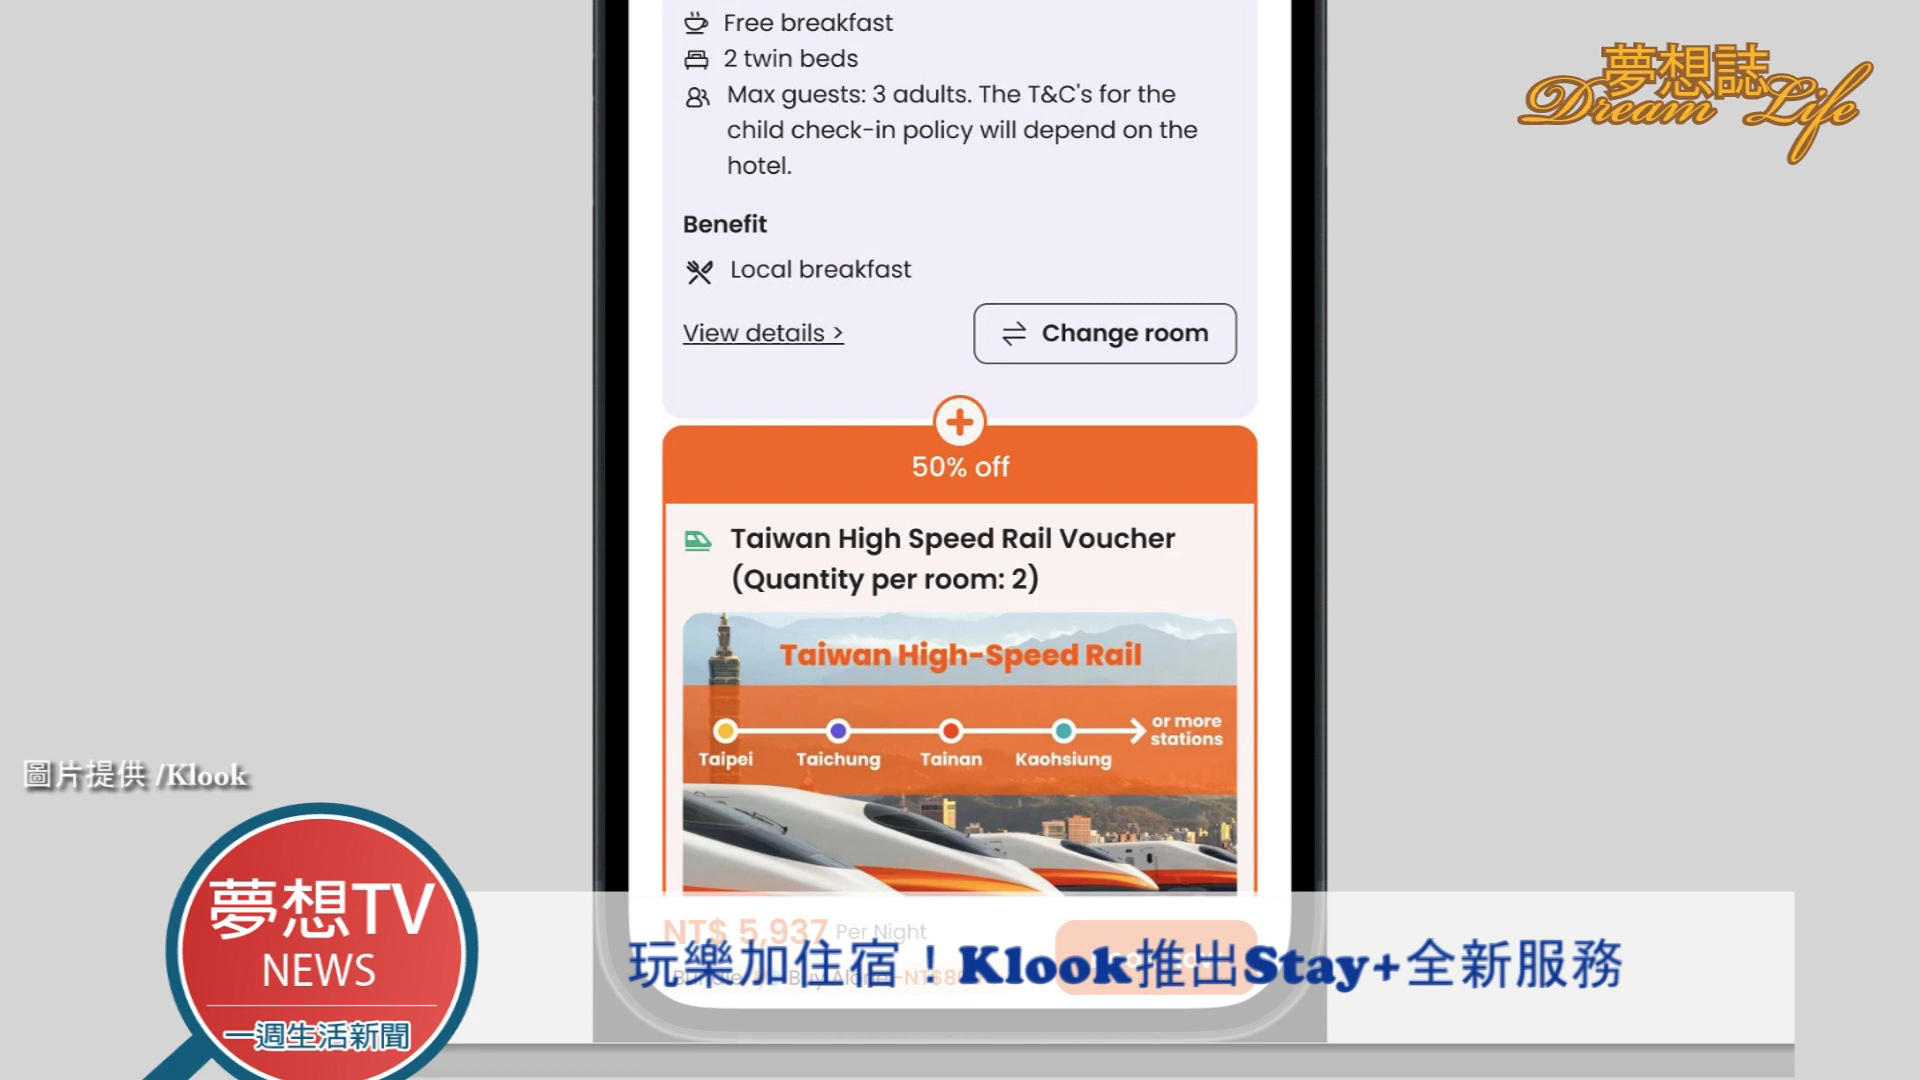 Free breakfast
2 twin beds
Max guests: 3 adults. The T&C's for the
child check-in policy will depend on the
hotel.
Benefit
Local breakfast
View details >
Change room
50% off
Taiwan High Speed Rail Voucher
(Quantity per room: 2)
Taiwan High-Speed Rail
or more
stations
Taipei
Taichung
Tainan
Kaohsiung
NT$ 5,937 Per Night
夢想誌
Dream Life
圖片提供 /Klook
夢想TV
NEWS
一週生活新聞
玩樂加住宿！Klook推出Stay+全新服務